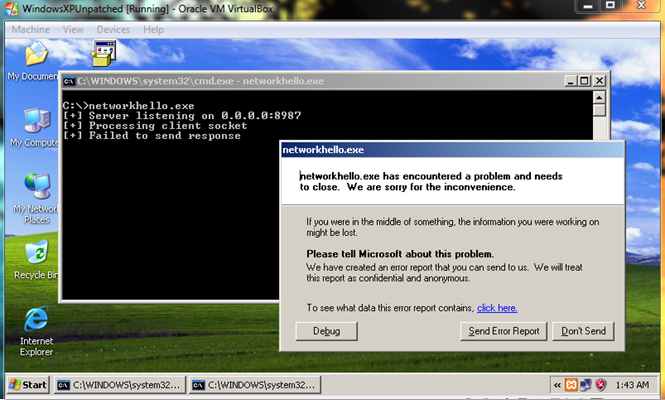 WindowsXPUnpatched [Running] - Oracle VM VirtualBox
Machine View Devices Help
My Documen
My Compute
My Network
Places
Recycle Bin
Internet
Explorer
C:\WINDOWS\system32\cmd.exe - networkhello.exe
C:\>networkhello.exe
[+] Server listening on 0.0.0.0:8987
[+] Processing client socket
[+] Failed to send response
networkhello.exe
networkhello.exe has encountered a problem and needs
to close. We are sorry for the inconvenience.
If you were in the middle of something, the information you were working on
might be lost.
Please tell Microsoft about this problem.
We have created an error report that you can send to us. We will treat
this report as confidential and anonymous.
To see what data this error report contains, click here.
Debug Send Error Report Don't Send
Start C:\WINDOWS\system32... C:\WINDOWS\system32... « 1:43 AM